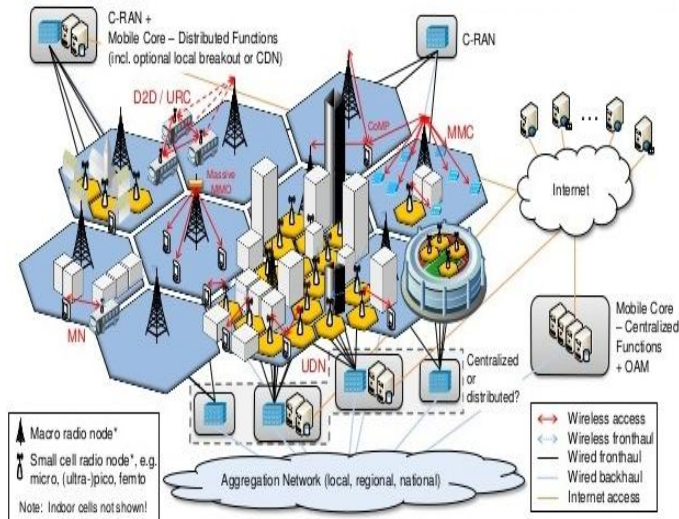 C-RAN +
Mobile Core – Distributed Functions
(incl. optional local breakout or CDN)
C-RAN
D2D / URC
CoMP
MMC
Massive
MIMO
Internet
MN
UDN
Centralized
or
distributed?
Mobile Core
– Centralized
Functions
+ OAM
Macro radio node*
Small cell radio node*, e.g.
micro, (ultra-)pico, femto
Note: Indoor cells not shown!
Aggregation Network (local, regional, national)
Wireless access
Wireless fronthaul
Wired fronthaul
Wired backhaul
Internet access